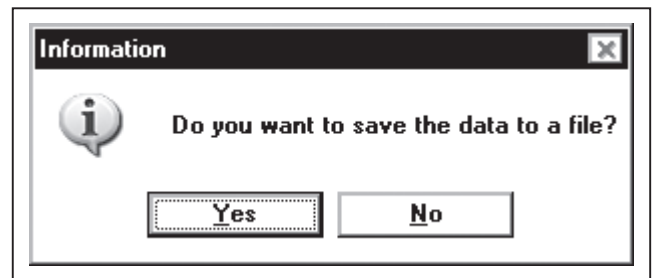 Information
Do you want to save the data to a file?
Yes
No